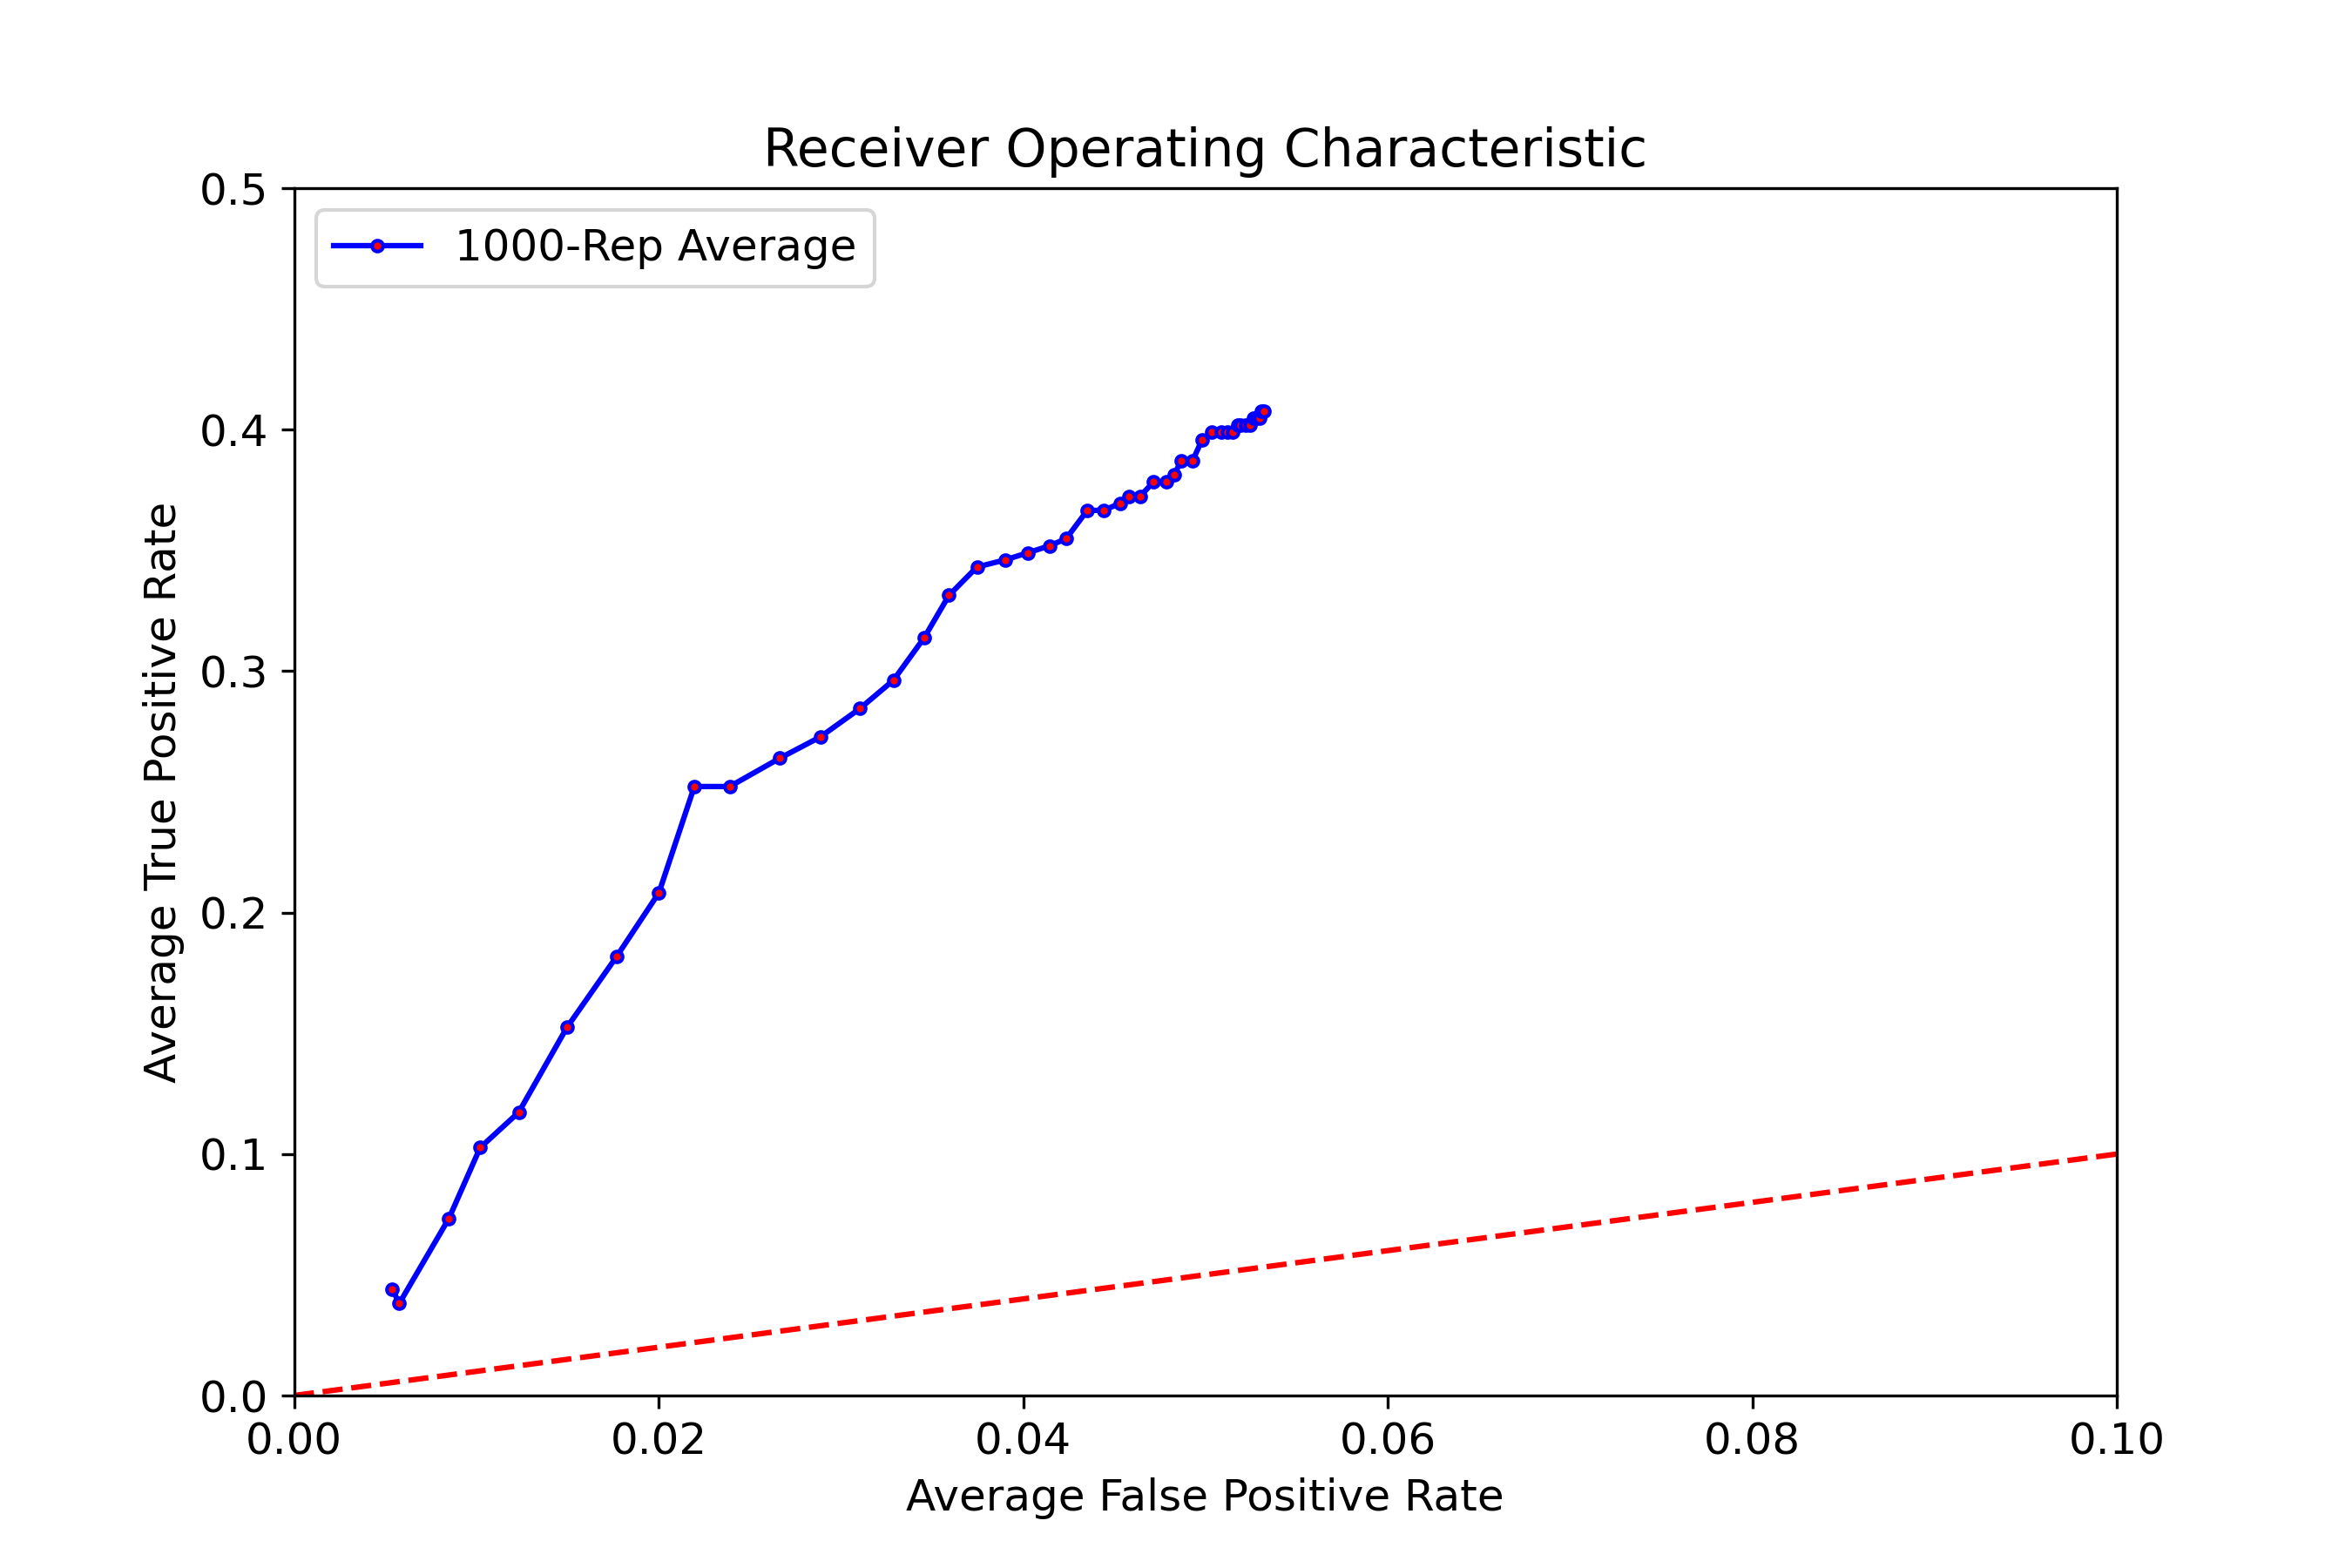 Receiver Operating Characteristic
1000-Rep Average
0.5
0.4
0.3
0.2
0.1
0.0
Average True Positive Rate
0.00 0.02 0.04 0.06 0.08 0.10
Average False Positive Rate